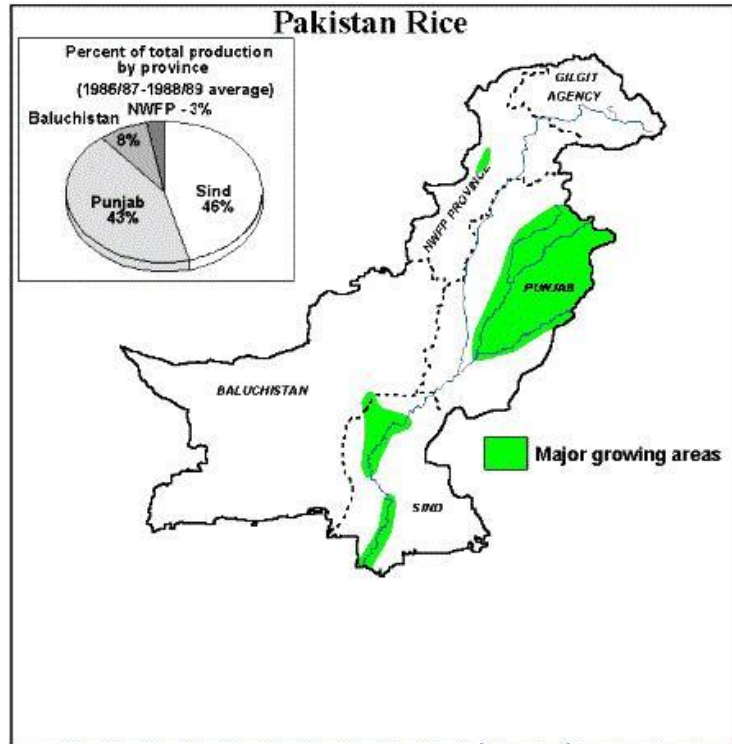 Pakistan Rice
Percent of total production
by province
(1986/87-1988/89 average)
NWFP - 3%
Baluchistan
8%
Punjab
43%
Sind
46%
GILGIT
AGENCY
NWFP PROVINCE
PUNJAB
BALUCHISTAN
Major growing areas
SIND